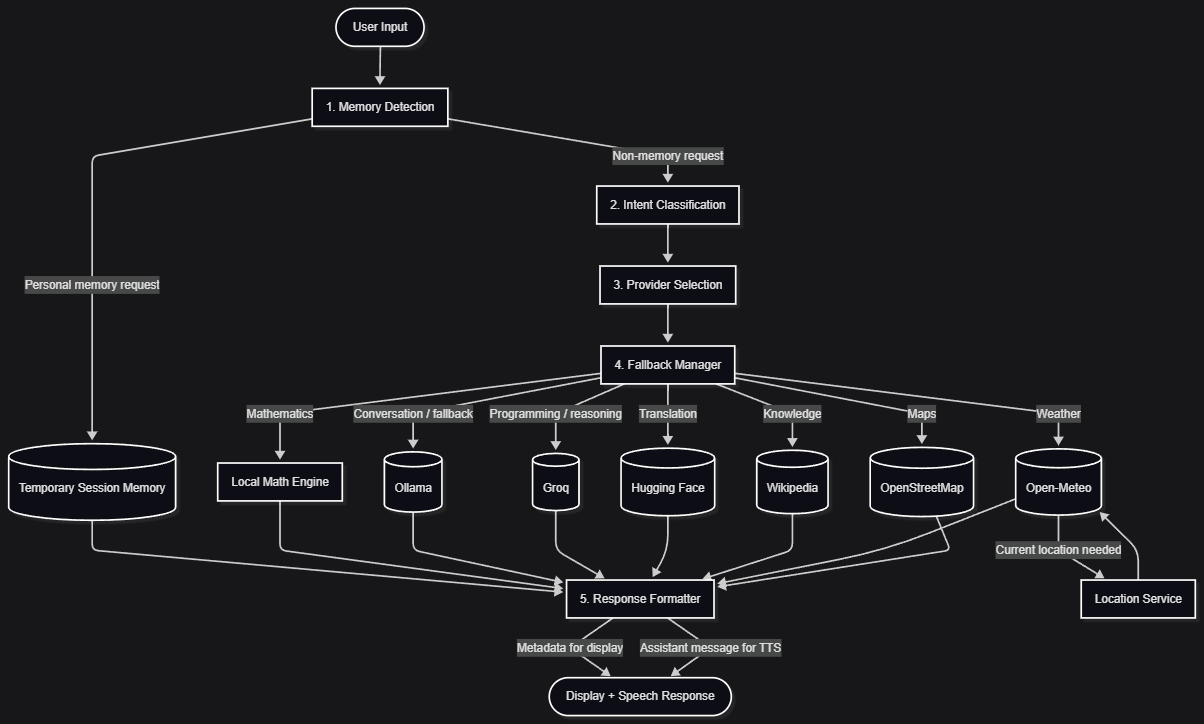 User Input
1. Memory Detection
Non-memory request
2. Intent Classification
Personal memory request
3. Provider Selection
4. Fallback Manager
Mathematics
Conversation / fallback
Programming / reasoning
Translation
Knowledge
Maps
Weather
Temporary Session Memory
Local Math Engine
Ollama
Groq
Hugging Face
Wikipedia
OpenStreetMap
Open-Meteo
Current location needed
5. Response Formatter
Location Service
Metadata for display
Assistant message for TTS
Display + Speech Response